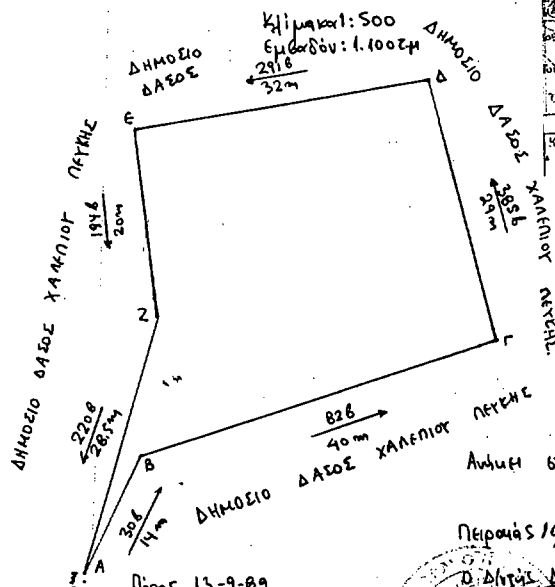 Κλίμακα 1:500
Εμβαδόν: 1.100τμ
ΔΗΜΟΣΙΟ
ΔΑΣΟΣ
291β
32m
ΔΗΜΟΣΙΟ ΔΑΣΟΣ ΧΑΛΕΠΙΟΥ ΠΕΥΚΗΣ
Ε
Δ
194β
20m
385β
29m
ΔΗΜΟΣΙΟ ΔΑΣΟΣ ΧΑΛΕΠΙΟΥ ΠΕΥΚΗΣ
Ζ
Γ
220β
28.5m
Β
82β
40m
ΔΗΜΟΣΙΟ ΔΑΣΟΣ ΧΑΛΕΠΙΟΥ ΠΕΥΚΗΣ
30β
14m
Α
Πειραιάς
Πόρος 13-9-89